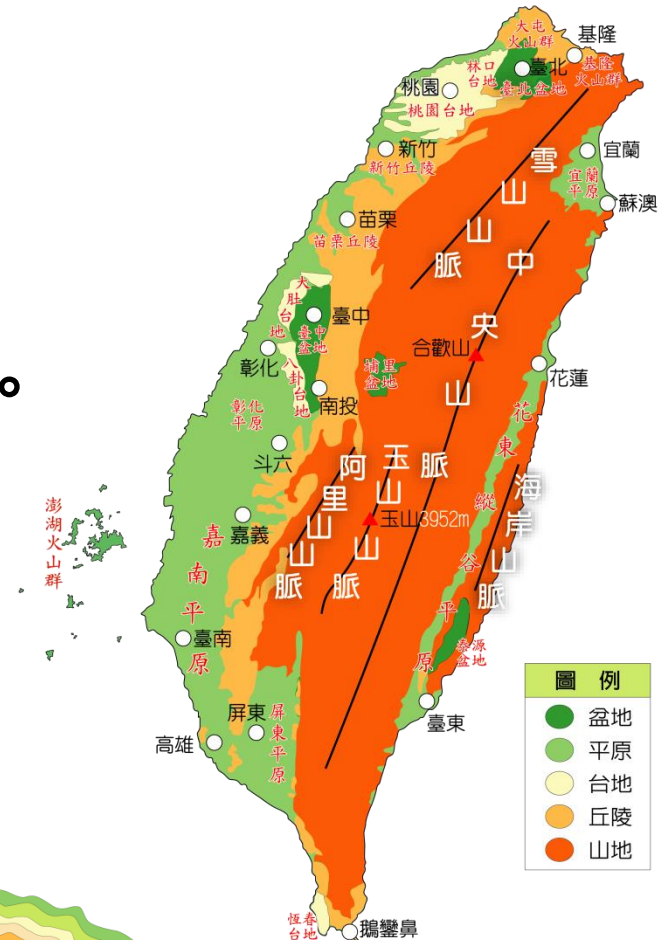 大屯
火山群
基隆
林口
台地
臺北
臺北盆地
基隆
火山群
桃園
桃園台地
新竹
新竹丘陵
宜蘭
宜蘭
平原
蘇澳
雪山山脈
苗栗
苗栗丘陵
中央山脈
大肚台地
臺中
臺中
盆地
合歡山
彰化
八卦台地
埔里
盆地
花蓮
南投
彰化
平原
斗六
花東縱谷平原
海岸山脈
阿里山山脈
玉山山脈
玉山3952m
澎湖火山群
嘉義
嘉南平原
臺南
泰源
盆地
臺東
屏東
屏東平原
高雄
恆春
台地
鵝鑾鼻
圖 例
盆地
平原
台地
丘陵
山地